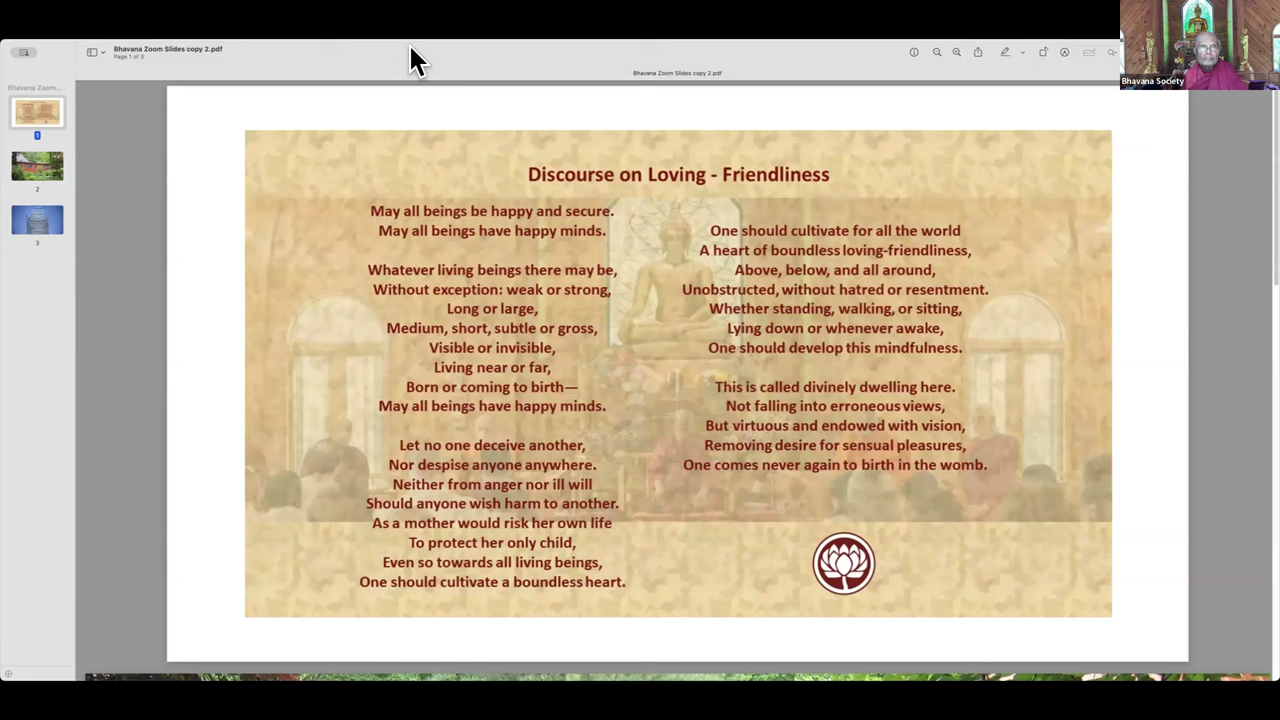 Bhavana Zoom Slides copy 2.pdf
Page 1 of 3
Bhavana Zoom Slides copy 2.pdf
Bhavana Society
Bhavana Zoom...
1
2
3
Discourse on Loving - Friendliness
May all beings be happy and secure.
May all beings have happy minds.
Whatever living beings there may be,
Without exception: weak or strong,
Long or large,
Medium, short, subtle or gross,
Visible or invisible,
Living near or far,
Born or coming to birth—
May all beings have happy minds.
Let no one deceive another,
Nor despise anyone anywhere.
Neither from anger nor ill will
Should anyone wish harm to another.
As a mother would risk her own life
To protect her only child,
Even so towards all living beings,
One should cultivate a boundless heart.
One should cultivate for all the world
A heart of boundless loving-friendliness,
Above, below, and all around,
Unobstructed, without hatred or resentment.
Whether standing, walking, or sitting,
Lying down or whenever awake,
One should develop this mindfulness.
This is called divinely dwelling here.
Not falling into erroneous views,
But virtuous and endowed with vision,
Removing desire for sensual pleasures,
One comes never again to birth in the womb.